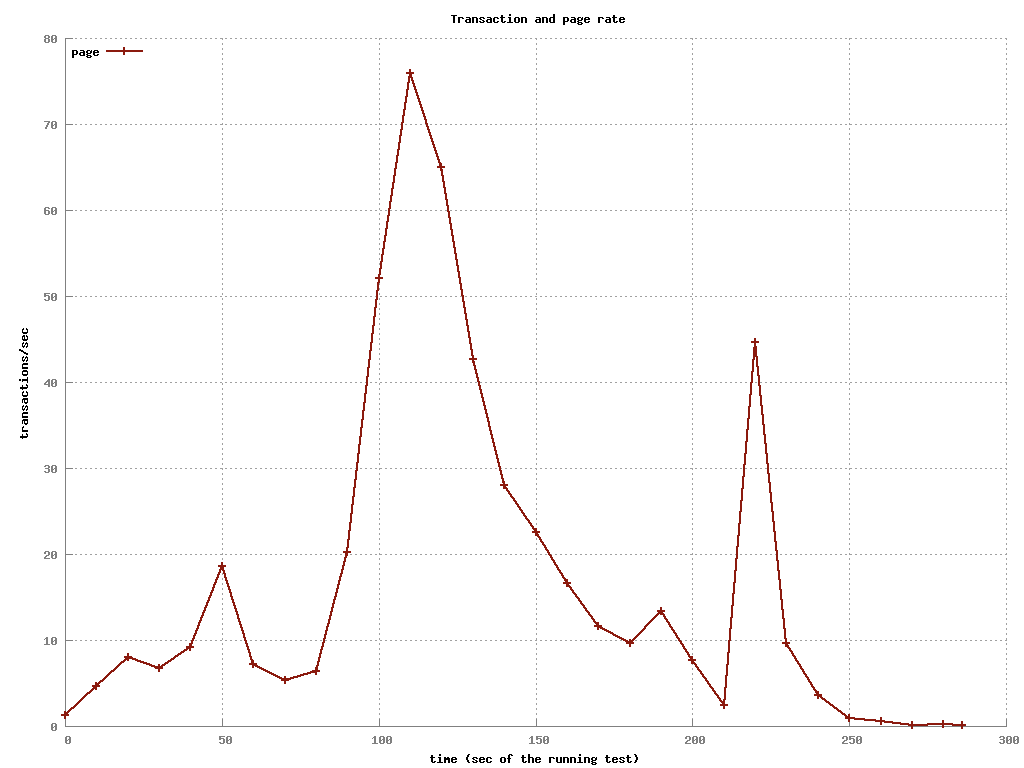 Transaction and page rate
page
80
70
60
50
40
30
20
10
0
transactions/sec
0 50 100 150 200 250 300
time (sec of the running test)